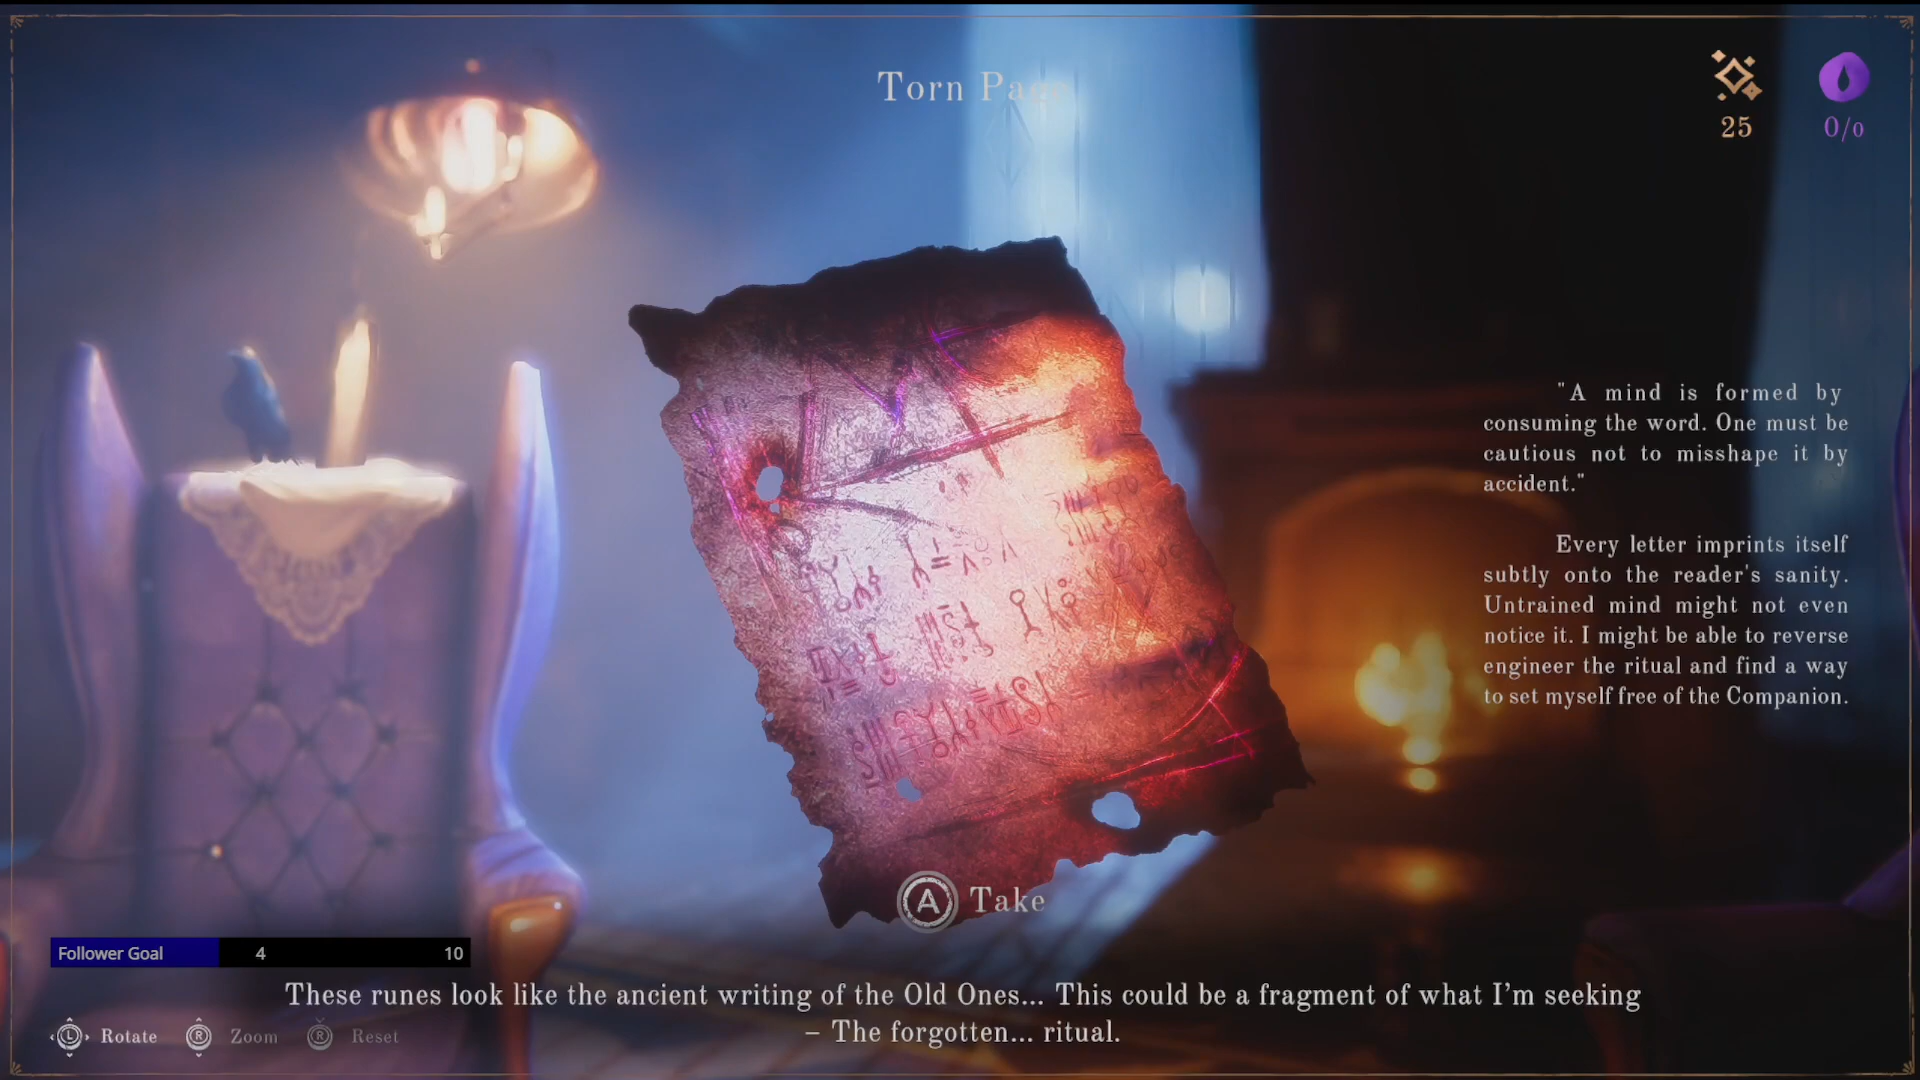 Torn Page
25
0/0
"A mind is formed by
consuming the word. One must be
cautious not to misshape it by
accident."
Every letter imprints itself
subtly onto the reader's sanity.
Untrained mind might not even
notice it. I might be able to reverse
engineer the ritual and find a way
to set myself free of the Companion.
A Take
Follower Goal 4 10
These runes look like the ancient writing of the Old Ones... This could be a fragment of what I'm seeking
– The forgotten... ritual.
L Rotate R Zoom R Reset